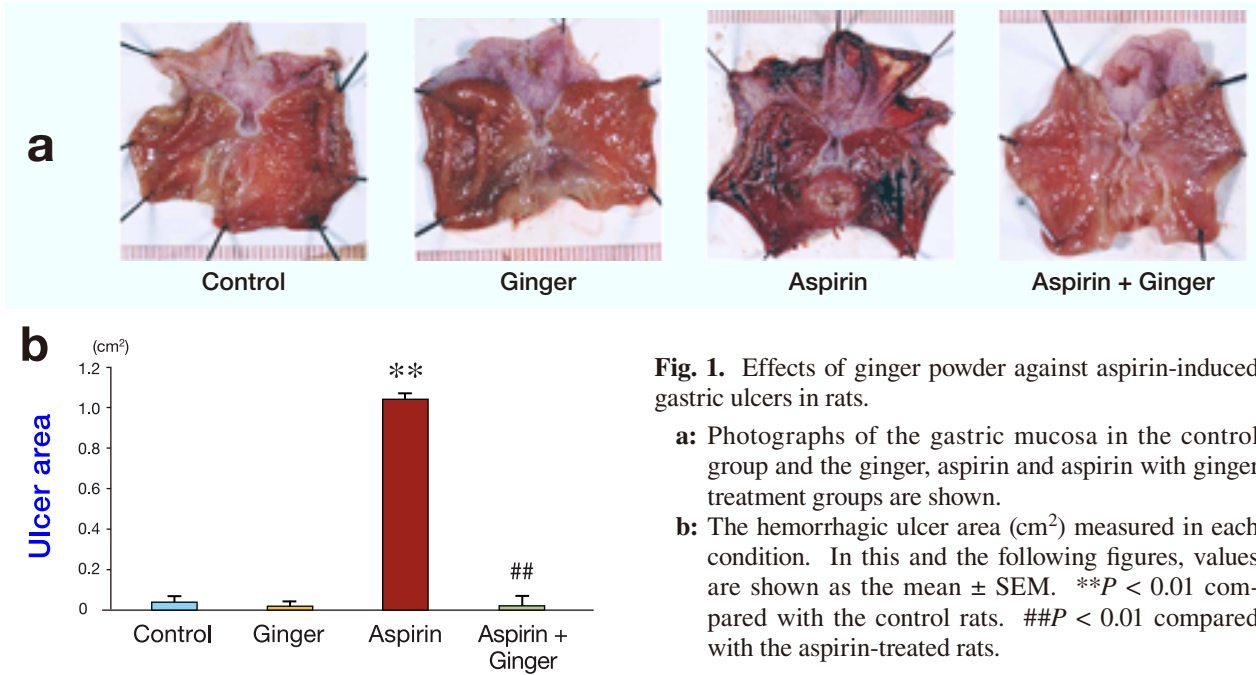 a
Control
Ginger
Aspirin
Aspirin + Ginger
b
(cm²)
Ulcer area
1.2
1.0
0.8
0.6
0.4
0.2
0
**
##
Control
Ginger
Aspirin
Aspirin +
Ginger
Fig. 1. Effects of ginger powder against aspirin-induced
gastric ulcers in rats.
a: Photographs of the gastric mucosa in the control
group and the ginger, aspirin and aspirin with ginger
treatment groups are shown.
b: The hemorrhagic ulcer area (cm²) measured in each
condition. In this and the following figures, values
are shown as the mean ± SEM. **P < 0.01 com-
pared with the control rats. ##P < 0.01 compared
with the aspirin-treated rats.